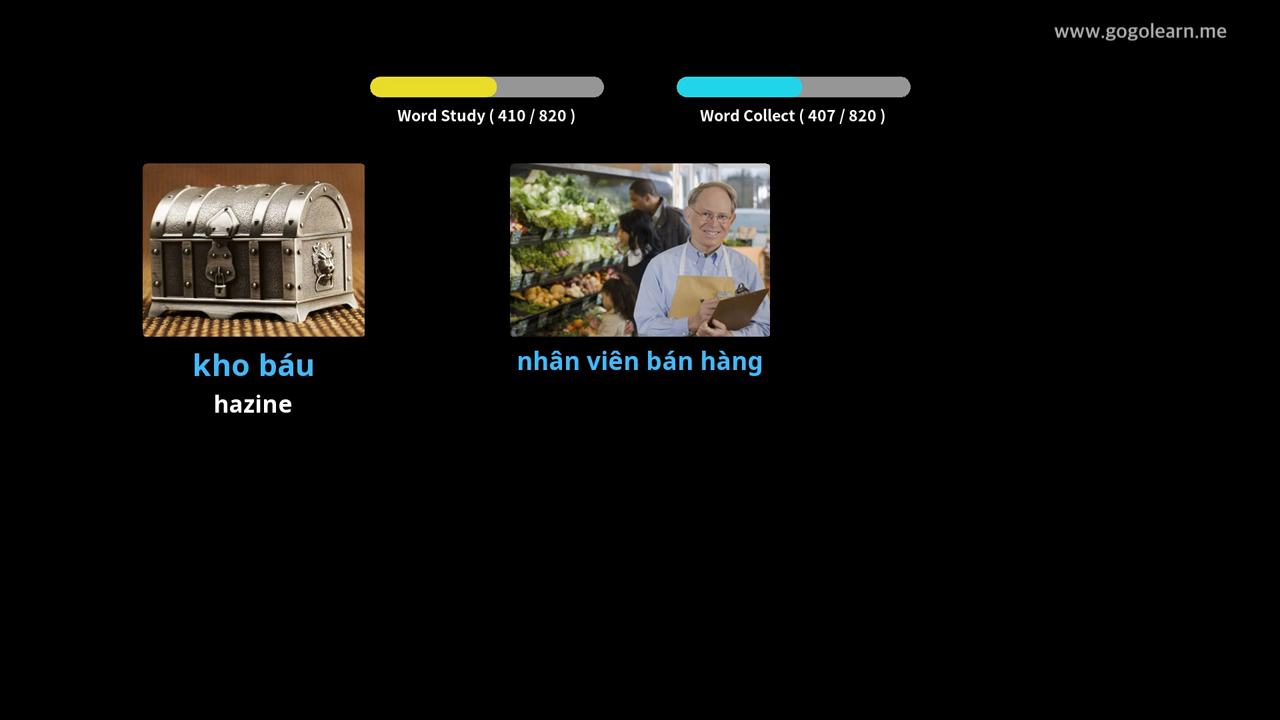 www.gogolearn.me
Word Study ( 410 / 820 )
Word Collect ( 407 / 820 )
kho báu
hazine
nhân viên bán hàng